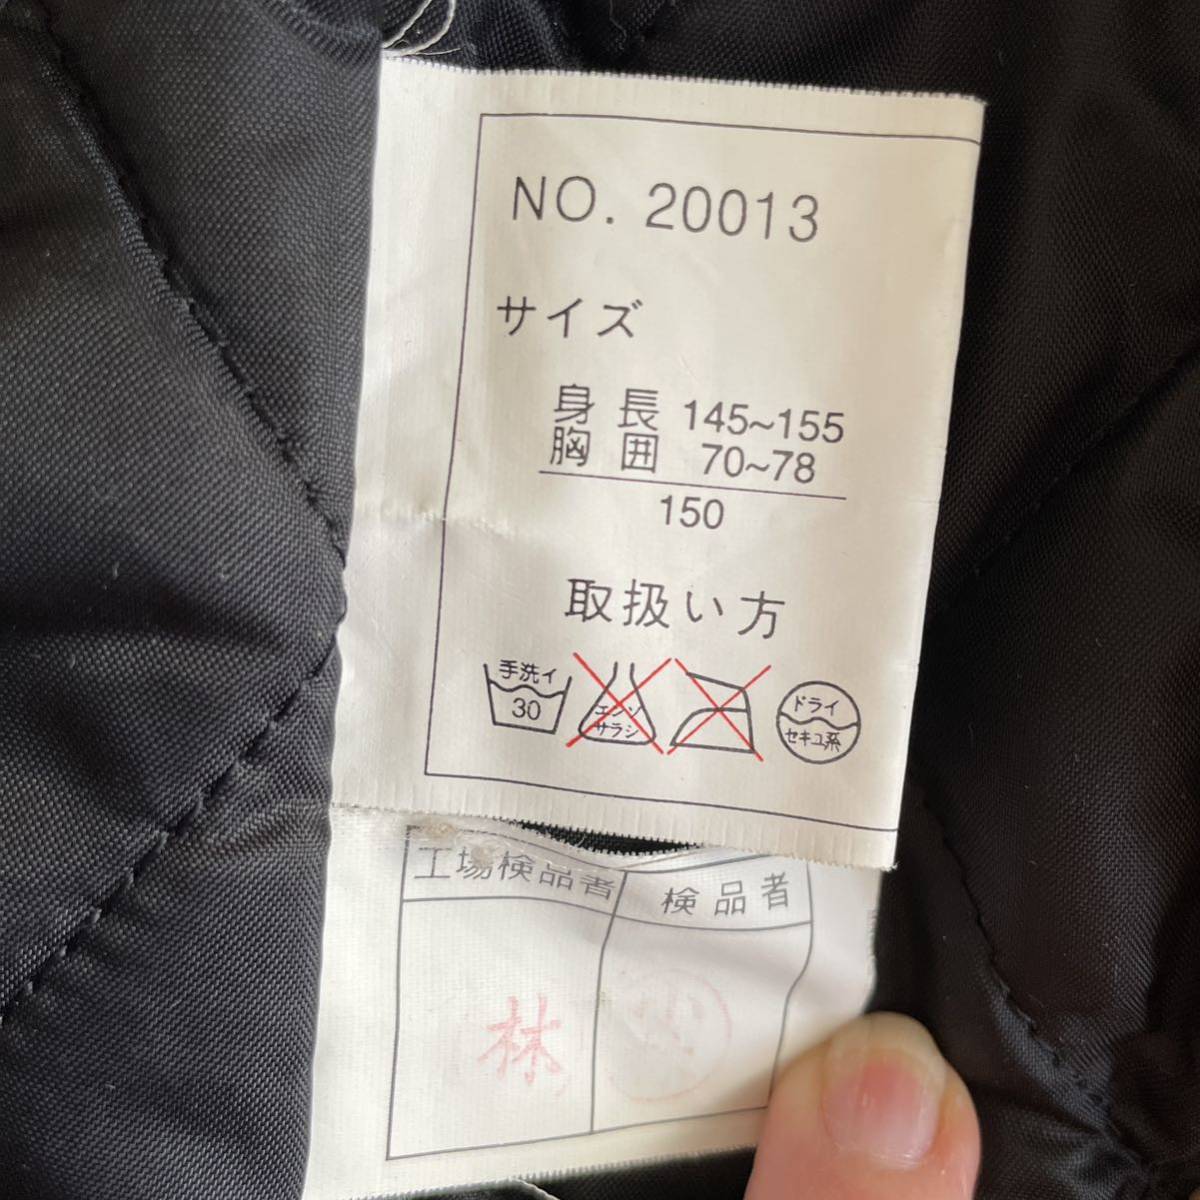 NO. 20013
サイズ
身長 145~155
胸囲 70~78
150
取扱い方
手洗イ
30
エンソ
サラシ
ドライ
セキユ系
工場検品者
検品者
林